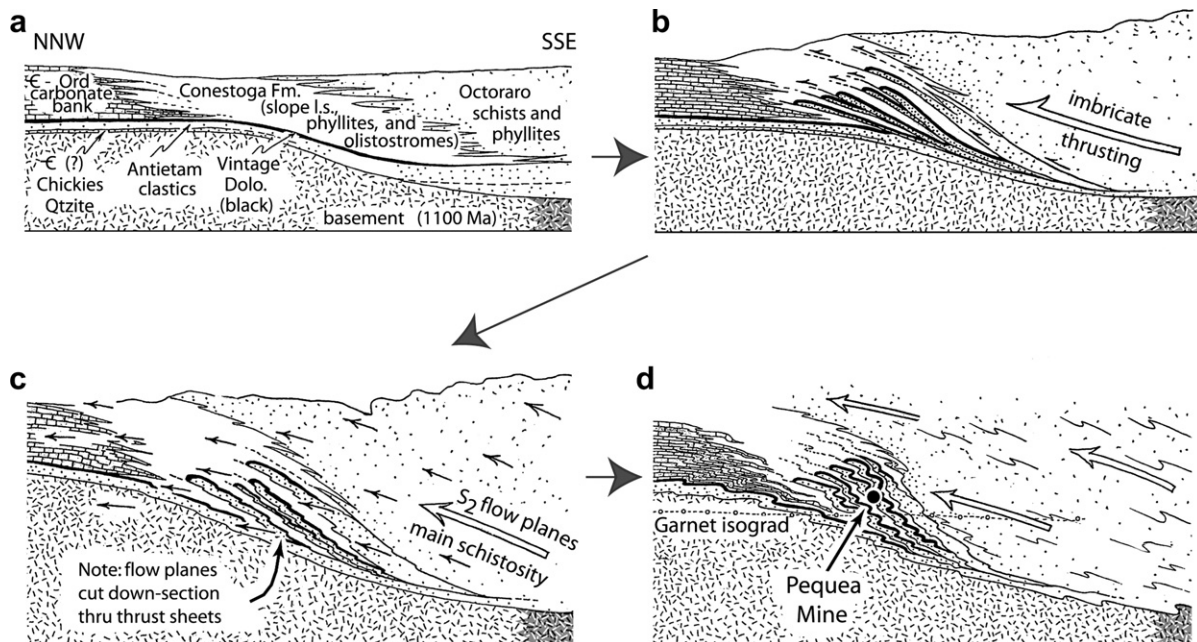 a
NNW
SSE
Є - Ord
carbonate
bank
Conestoga Fm.
(slope l.s.,
phyllites, and
olistostromes)
Octoraro
schists and
phyllites
Є (?)
Chickies
Qtzite
Antietam
clastics
Vintage
Dolo.
(black)
basement (1100 Ma)
b
imbricate
thrusting
c
S2 flow planes
main schistosity
Note: flow planes
cut down-section
thru thrust sheets
d
Garnet isograd
Pequea
Mine